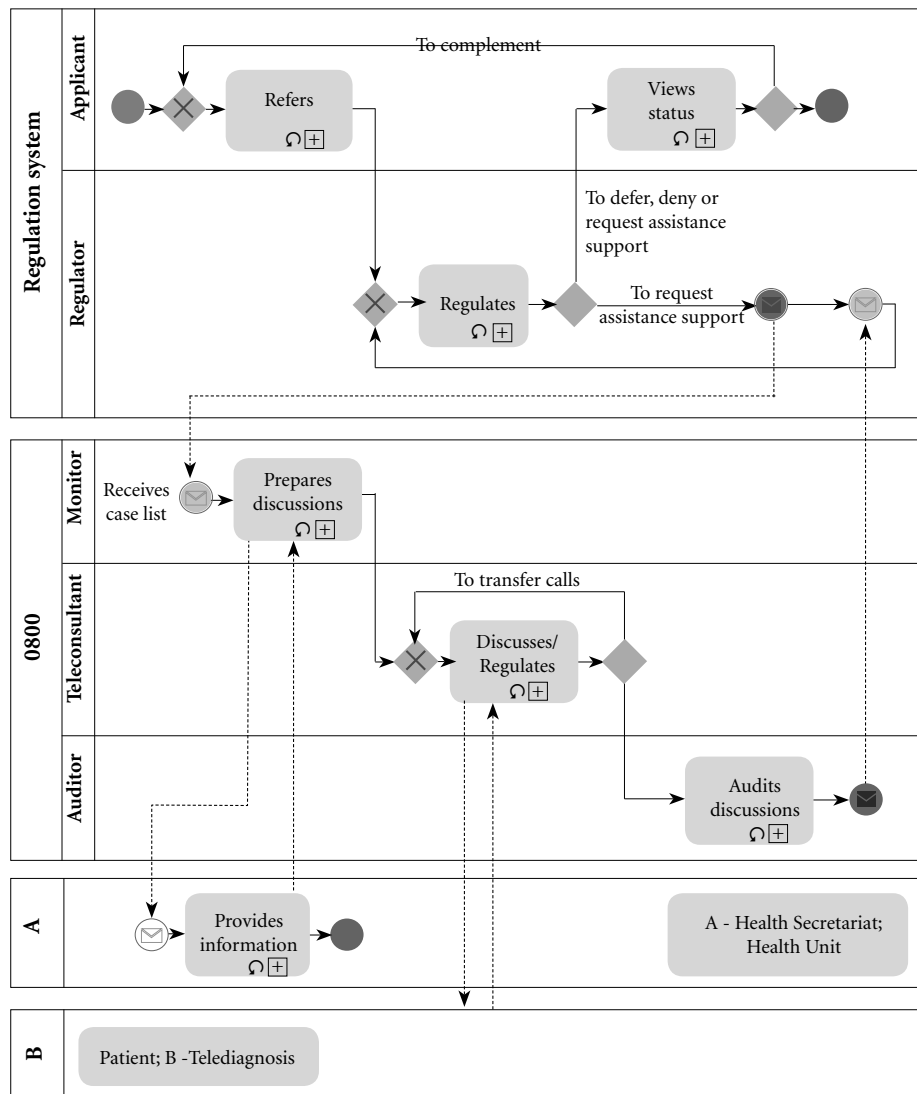 Regulation system
Applicant
To complement
Refers
Views
status
Regulator
To defer, deny or
request assistance
support
Regulates
To request
assistance support
0800
Monitor
Receives
case list
Prepares
discussions
Teleconsultant
To transfer calls
Discusses/
Regulates
Auditor
Audits
discussions
A
Provides
information
A - Health Secretariat;
Health Unit
B
Patient; B -Telediagnosis